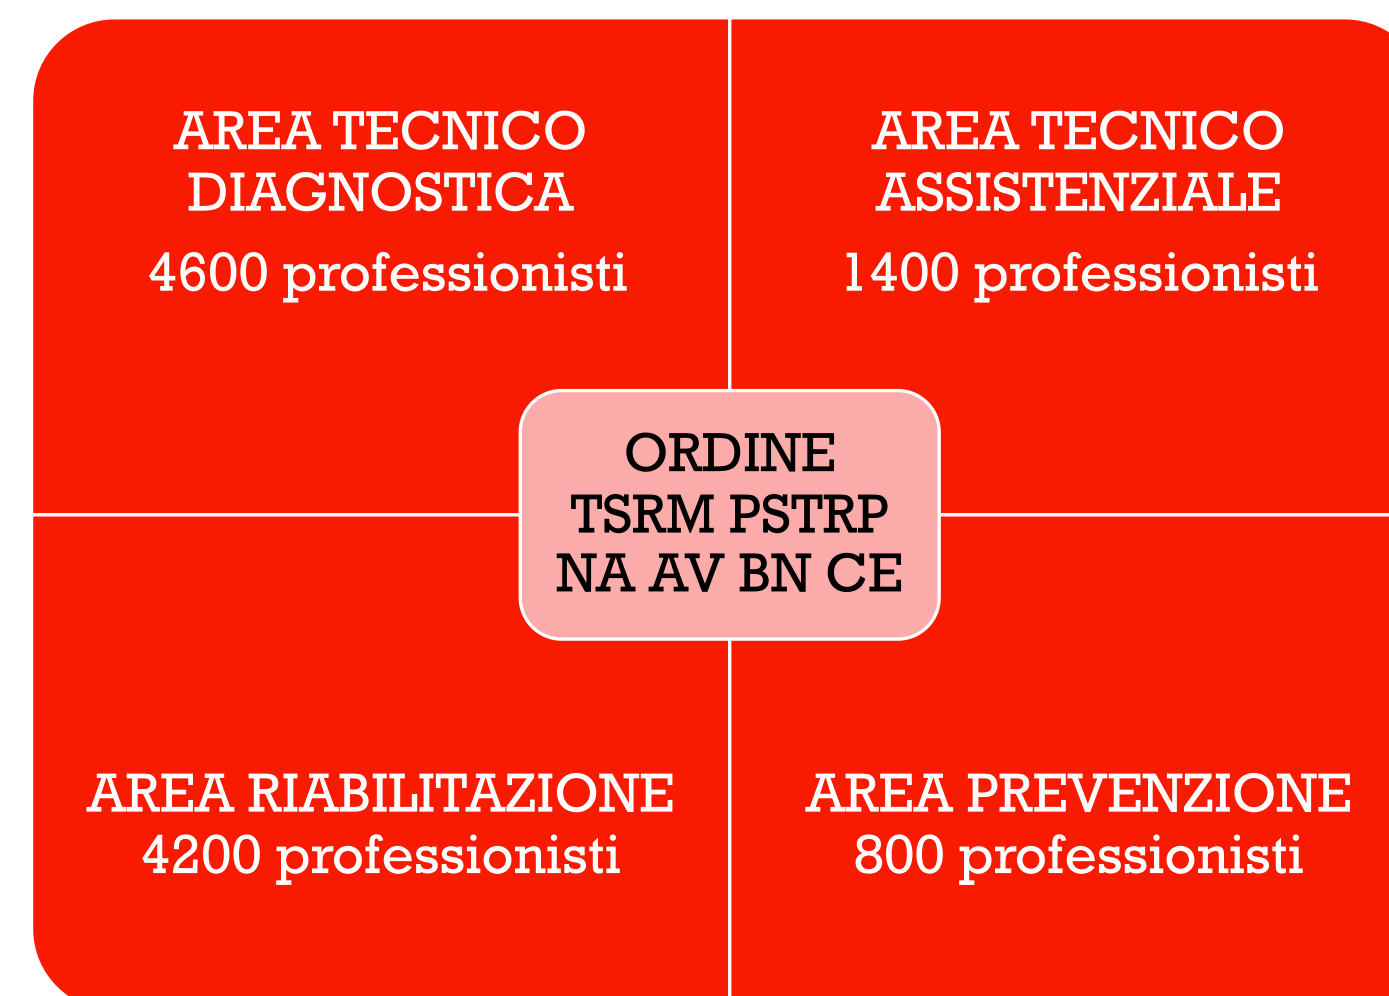 AREA TECNICO
DIAGNOSTICA
4600 professionisti
AREA TECNICO
ASSISTENZIALE
1400 professionisti
ORDINE
TSRM PSTRP
NA AV BN CE
AREA RIABILITAZIONE
4200 professionisti
AREA PREVENZIONE
800 professionisti